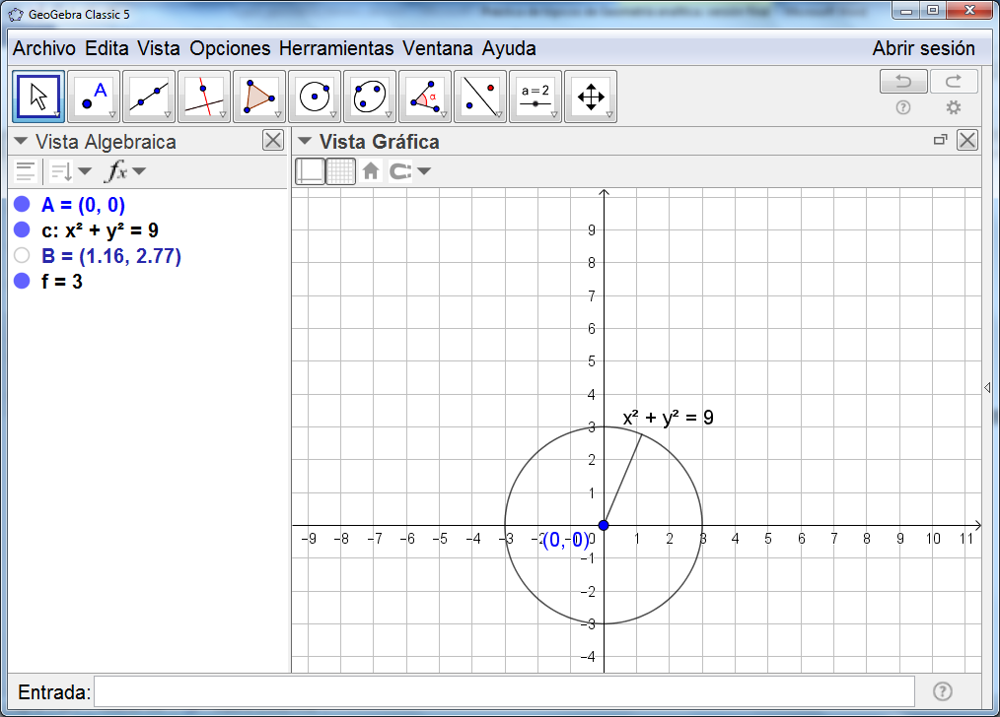 GeoGebra Classic 5
Archivo Edita Vista Opciones Herramientas Ventana Ayuda Abrir sesión
A α a = 2
Vista Algebraica
Vista Gráfica
fx
A = (0, 0)
c: x² + y² = 9
B = (1.16, 2.77)
f = 3
9
8
7
6
5
4
x² + y² = 9
3
2
1
−9 −8 −7 −6 −5 −4 −3 −2 (0, 0) −1 0 1 2 3 4 5 6 7 8 9 10 11
−1
−2
−3
−4
Entrada: